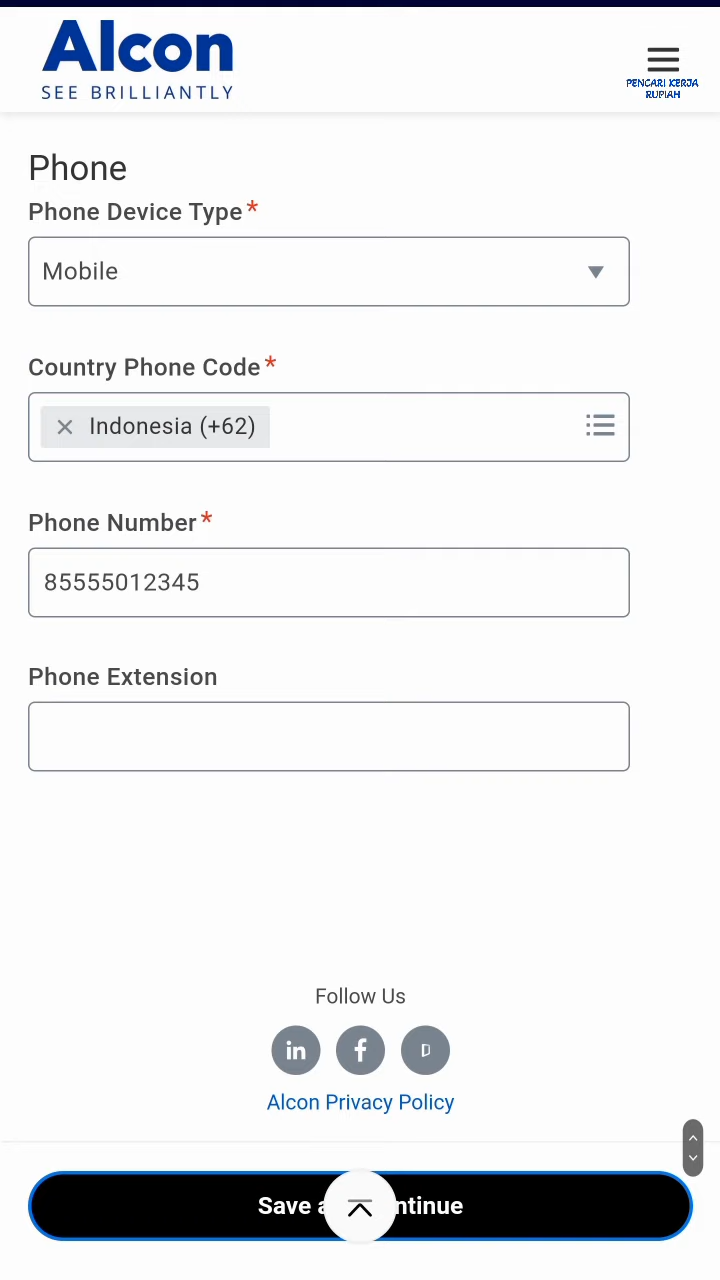 Alcon
SEE BRILLIANTLY
PENCARI KERJA
RUPIAH
Phone
Phone Device Type*
Mobile
Country Phone Code*
Indonesia (+62)
Phone Number*
85555012345
Phone Extension
Follow Us
in f
Alcon Privacy Policy
Save a ntinue